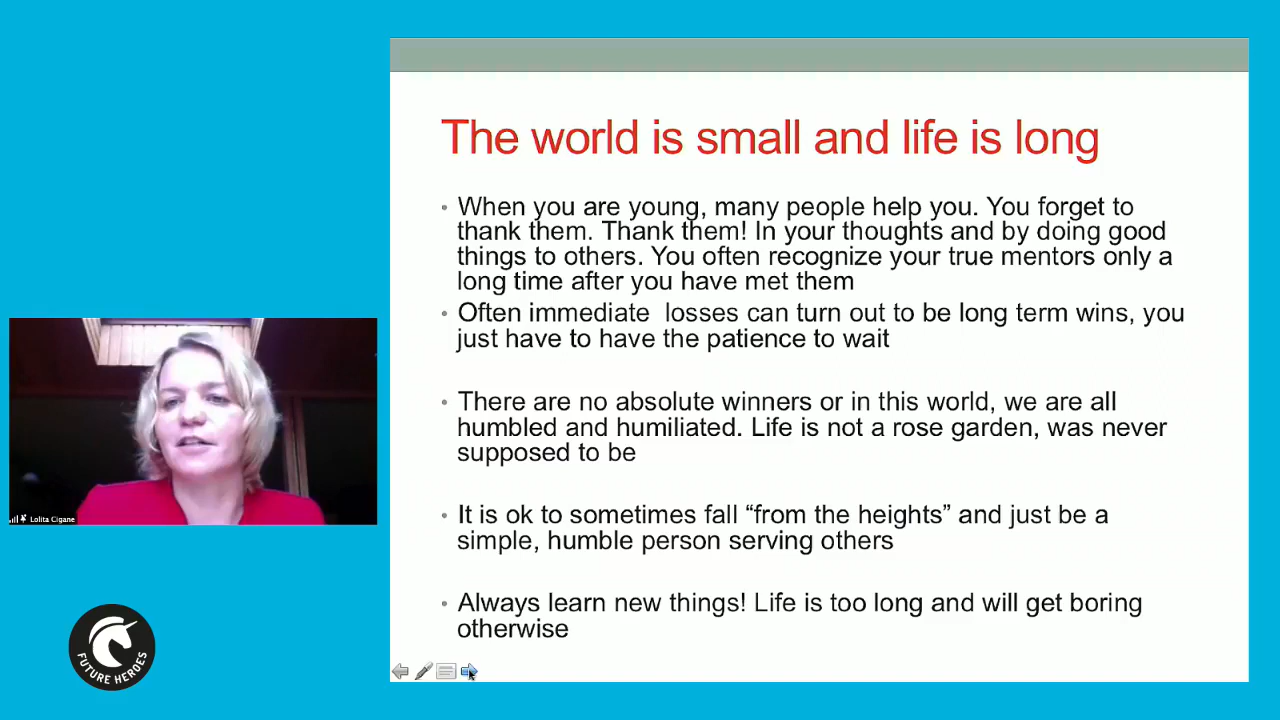 The world is small and life is long
When you are young, many people help you. You forget to
thank them. Thank them! In your thoughts and by doing good
things to others. You often recognize your true mentors only a
long time after you have met them
Often immediate  losses can turn out to be long term wins, you
just have to have the patience to wait
There are no absolute winners or in this world, we are all
humbled and humiliated. Life is not a rose garden, was never
supposed to be
It is ok to sometimes fall “from the heights” and just be a
simple, humble person serving others
Always learn new things! Life is too long and will get boring
otherwise
Lolita Cigane
FUTURE HEROES